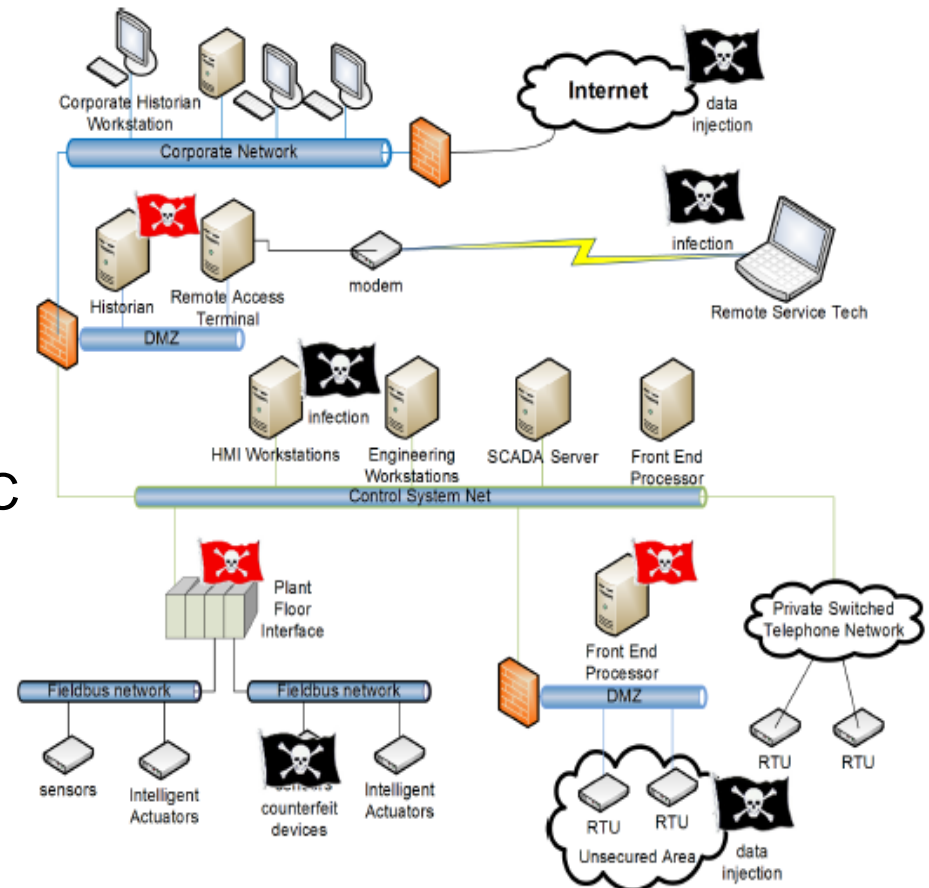 Corporate Historian
Workstation
Internet
data
injection
Corporate Network
infection
Historian
Remote Access
Terminal
modem
Remote Service Tech
DMZ
infection
HMI Workstations
Engineering
Workstations
SCADA Server
Front End
Processor
C
Control System Net
Plant
Floor
Interface
Private Switched
Telephone Network
Front End
Processor
Fieldbus network
Fieldbus network
DMZ
RTU
RTU
sensors
Intelligent
Actuators
sensors
counterfeit
devices
Intelligent
Actuators
RTU
RTU
Unsecured Area
data
injection